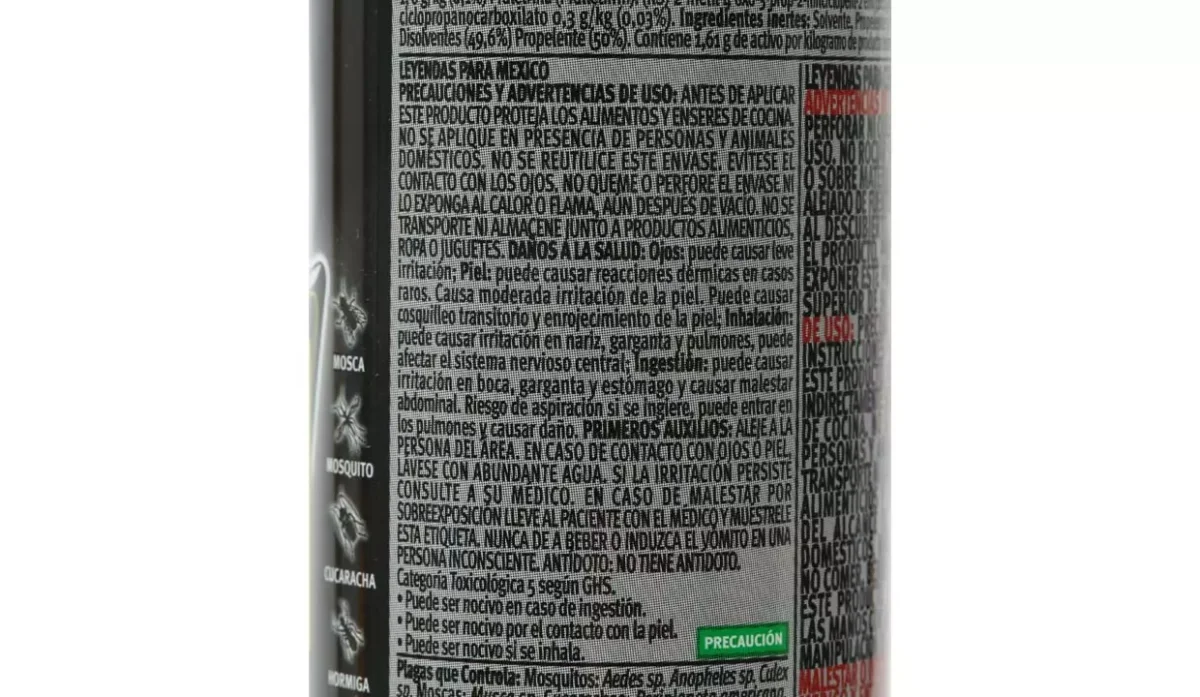 ciclopropanocarboxilato 0,3 g/kg (0,03%). Ingredientes inertes: Solvente,
Disolventes (49,6%) Propelente (50%). Contiene 1,61 g de activo por kilogramo de
LEYENDAS PARA MEXICO
PRECAUCIONES Y ADVERTENCIAS DE USO: ANTES DE APLICAR
ESTE PRODUCTO PROTEJA LOS ALIMENTOS Y ENSERES DE COCINA.
NO SE APLIQUE EN PRESENCIA DE PERSONAS Y ANIMALES
DOMÉSTICOS. NO SE REUTILICE ESTE ENVASE. EVÍTESE EL
CONTACTO CON LOS OJOS. NO QUEME O PERFORE EL ENVASE NI
LO EXPONGA AL CALOR O FLAMA, AUN DESPUÉS DE VACÍO. NO SE
TRANSPORTE NI ALMACENE JUNTO A PRODUCTOS ALIMENTICIOS,
ROPA O JUGUETES. DAÑOS A LA SALUD: Ojos: puede causar leve
irritación; Piel: puede causar reacciones dérmicas en casos
raros. Causa moderada irritación de la piel. Puede causar
cosquilleo transitorio y enrojecimiento de la piel; Inhalación:
puede causar irritación en nariz, garganta y pulmones, puede
afectar el sistema nervioso central; Ingestión: puede causar
irritación en boca, garganta y estómago y causar malestar
abdominal. Riesgo de aspiración si se ingiere, puede entrar en
los pulmones y causar daño. PRIMEROS AUXILIOS: ALEJE A LA
PERSONA DEL ÁREA. EN CASO DE CONTACTO CON OJOS O PIEL
LÁVESE CON ABUNDANTE AGUA. SI LA IRRITACIÓN PERSISTE
CONSULTE A SU MÉDICO. EN CASO DE MALESTAR POR
SOBREEXPOSICIÓN LLEVE AL PACIENTE CON EL MÉDICO Y MUÉSTRELE
ESTA ETIQUETA. NUNCA DE A BEBER O INDUZCA EL VÓMITO EN UNA
PERSONA INCONSCIENTE. ANTÍDOTO: NO TIENE ANTÍDOTO.
Categoría Toxicológica 5 según GHS.
• Puede ser nocivo en caso de ingestión.
• Puede ser nocivo por el contacto con la piel.
• Puede ser nocivo si se inhala.
PRECAUCIÓN
Plagas que Controla: Mosquitos: Aedes sp, Anopheles sp, Culex
MOSCA
MOSQUITO
CUCARACHA
HORMIGA
LEYENDAS PARA
ADVERTENCIAS
PERFORAR NI
USO. NO
O SOBRE
ALEJADO DE
AL
EL PRODUCTO
EXPONER
SUPERIOR DE
DE USO:
ESTE
DE COCINA
PERSONAS
DEL
NO COMER
ESTE
LAS MANOS
MALESTAR O